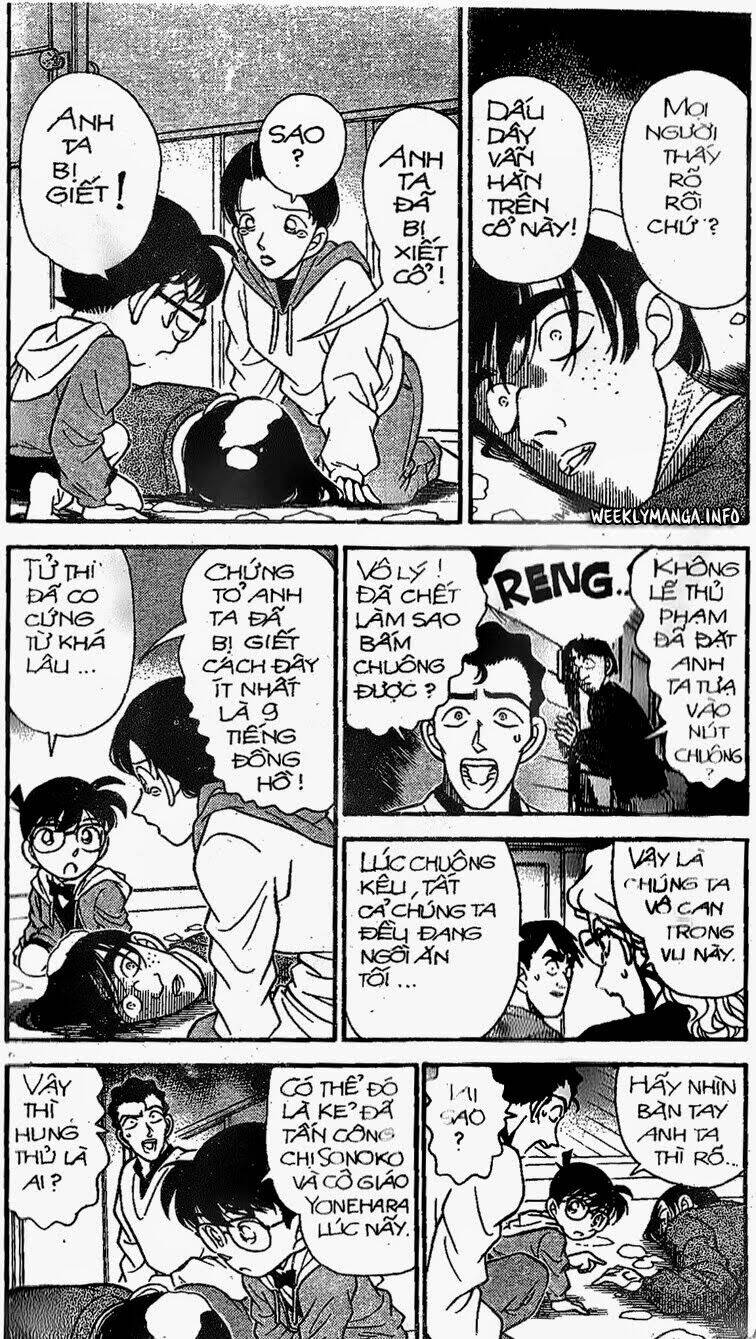 ANH
TA
BỊ
GIẾT!
SAO
?
ANH
TA
ĐÃ
BỊ
XIẾT
CỔ!
MỌI
NGƯỜI
THẤY
RÕ
RỒI
CHỨ?
DẤU
DÂY
VẪN
HẰN
TRÊN
CỔ NÀY!
WEEKLYMANGA.INFO
TỬ THI
ĐÃ CO
CỨNG
TỪ KHÁ
LÂU...
CHỨNG
TỎ ANH
TA ĐÃ
BỊ GIẾT
CÁCH ĐÂY
ÍT NHẤT
LÀ 9
TIẾNG
ĐỒNG
HỒ!
VÔ LÝ!
ĐÃ CHẾT
LÀM SAO
BẤM
CHUÔNG
ĐƯỢC?
RENG...
KHÔNG
LẼ THỦ
PHẠM
ĐÃ ĐẶT
ANH
TA TỰA
VÀO
NÚT
CHUÔNG
?
LÚC CHUÔNG
KÊU, TẤT
CẢ CHÚNG TA
ĐỀU ĐANG
NGỒI ĂN
TỐI...
VẬY LÀ
CHÚNG TA
VÔ CAN
TRONG
VỤ NÀY.
VẬY
THÌ
HUNG
THỦ LÀ
AI?
CÓ THỂ ĐÓ
LÀ KẺ ĐÃ
TẤN CÔNG
CHỊ SONOKO
VÀ CÔ GIÁO
YONEHARA
LÚC NÃY.
TẠI
SAO
?
HÃY NHÌN
BÀN TAY
ANH TA
THÌ RÕ...